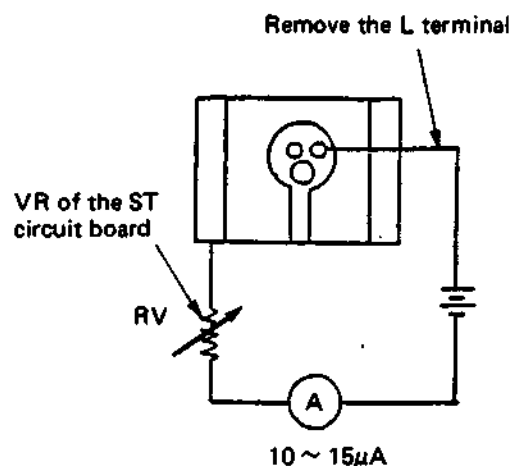 Remove the L terminal
VR of the ST
circuit board
RV
A
10 ~ 15μA